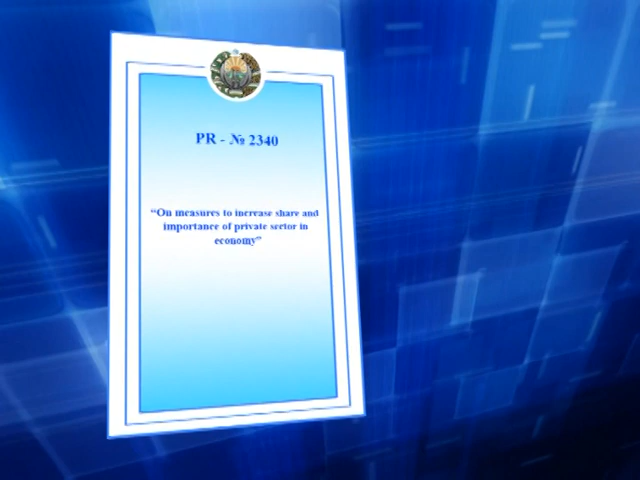 PR - № 2340
“On measures to increase share and
importance of private sector in
economy”